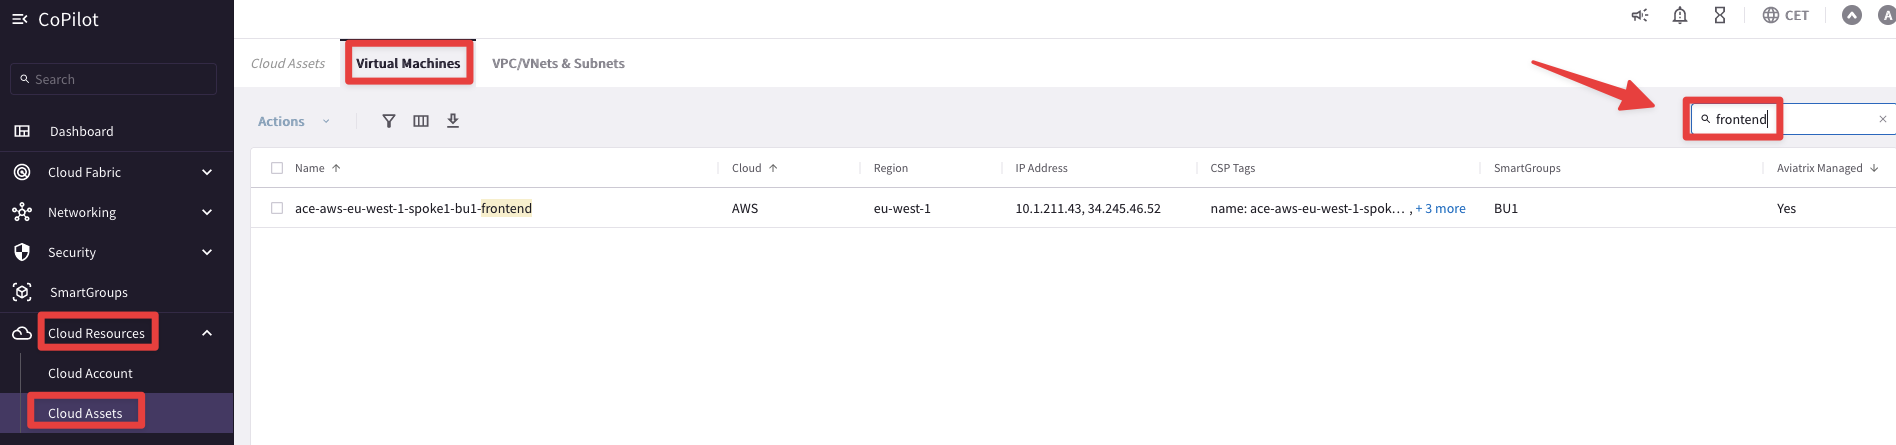 CoPilot
Search
Dashboard
Cloud Fabric
Networking
Security
SmartGroups
Cloud Resources
Cloud Account
Cloud Assets
CET A
Cloud Assets Virtual Machines VPC/VNets & Subnets
Actions
frontend
Name Cloud Region IP Address CSP Tags SmartGroups Aviatrix Managed
ace-aws-eu-west-1-spoke1-bu1-frontend AWS eu-west-1 10.1.211.43, 34.245.46.52 name: ace-aws-eu-west-1-spok… , + 3 more BU1 Yes